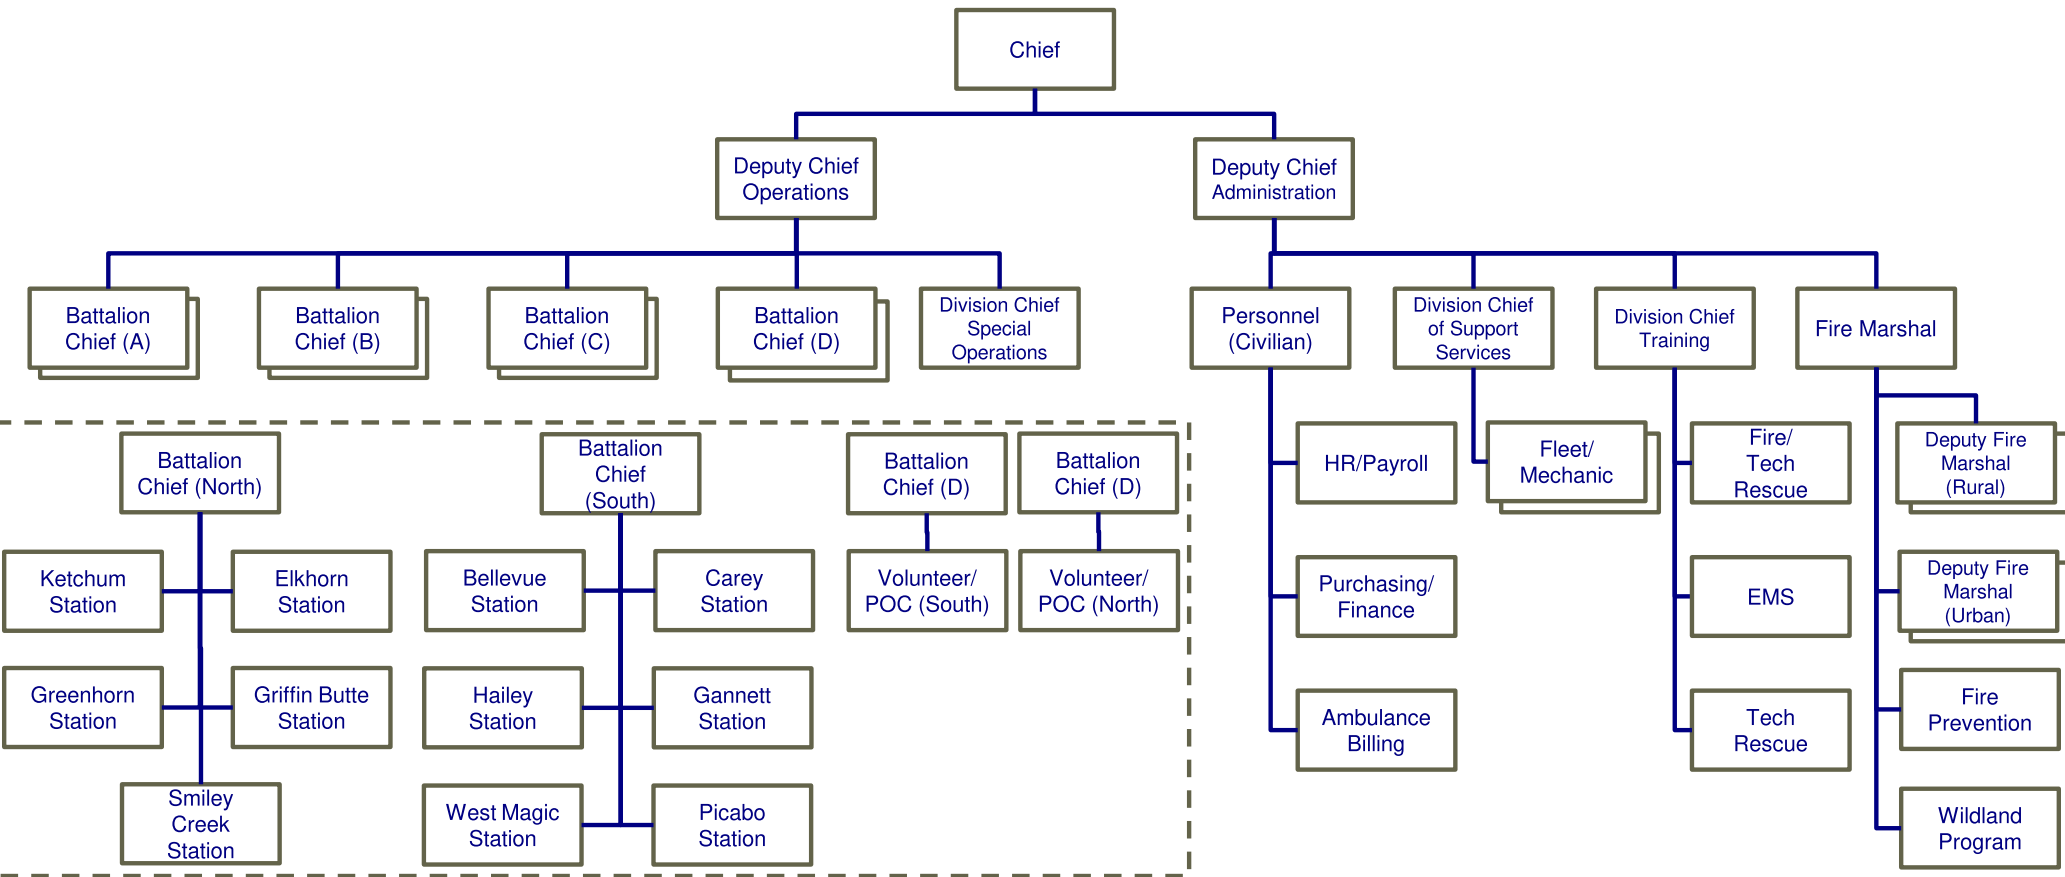 Chief
Deputy Chief
Operations
Deputy Chief
Administration
Battalion
Chief (A)
Battalion
Chief (B)
Battalion
Chief (C)
Battalion
Chief (D)
Division Chief
Special
Operations
Personnel
(Civilian)
Division Chief
of Support
Services
Division Chief
Training
Fire Marshal
Battalion
Chief (North)
Battalion
Chief
(South)
Battalion
Chief (D)
Battalion
Chief (D)
HR/Payroll
Fleet/
Mechanic
Fire/
Tech
Rescue
Deputy Fire
Marshal
(Rural)
Ketchum
Station
Elkhorn
Station
Bellevue
Station
Carey
Station
Volunteer/
POC (South)
Volunteer/
POC (North)
Purchasing/
Finance
EMS
Deputy Fire
Marshal
(Urban)
Greenhorn
Station
Griffin Butte
Station
Hailey
Station
Gannett
Station
Ambulance
Billing
Tech
Rescue
Fire
Prevention
Smiley
Creek
Station
West Magic
Station
Picabo
Station
Wildland
Program